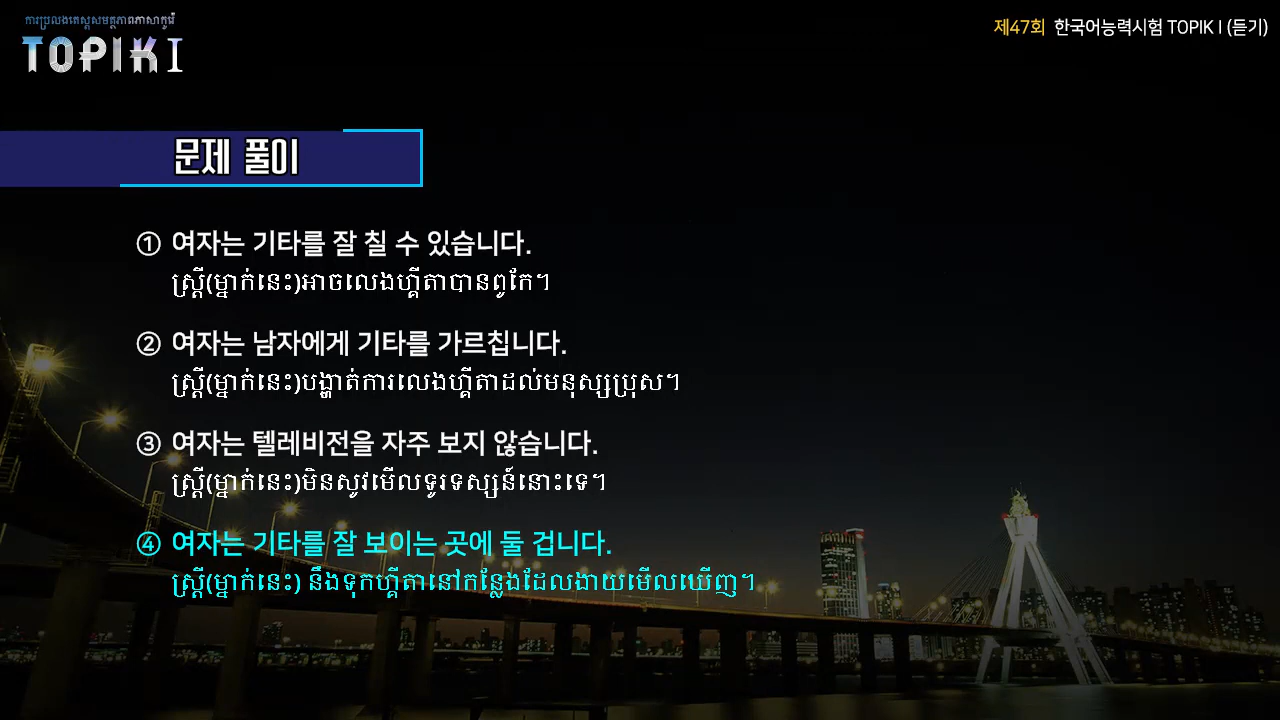 ការប្រលងតេស្តសមត្ថភាពភាសាកូរ៉េ
TOPIK I
제47회 한국어능력시험 TOPIK I (듣기)
문제 풀이
① 여자는 기타를 잘 칠 수 있습니다.
ស្ត្រី(ម្នាក់នេះ)អាចលេងហ្គីតាបានពូកែ។
② 여자는 남자에게 기타를 가르칩니다.
ស្ត្រី(ម្នាក់នេះ)បង្ហាត់ការលេងហ្គីតាដល់មនុស្សប្រុស។
③ 여자는 텔레비전을 자주 보지 않습니다.
ស្ត្រី(ម្នាក់នេះ)មិនសូវមើលទូរទស្សន៍នោះទេ។
④ 여자는 기타를 잘 보이는 곳에 둘 겁니다.
ស្ត្រី(ម្នាក់នេះ) នឹងទុកហ្គីតានៅកន្លែងដែលងាយមើលឃើញ។